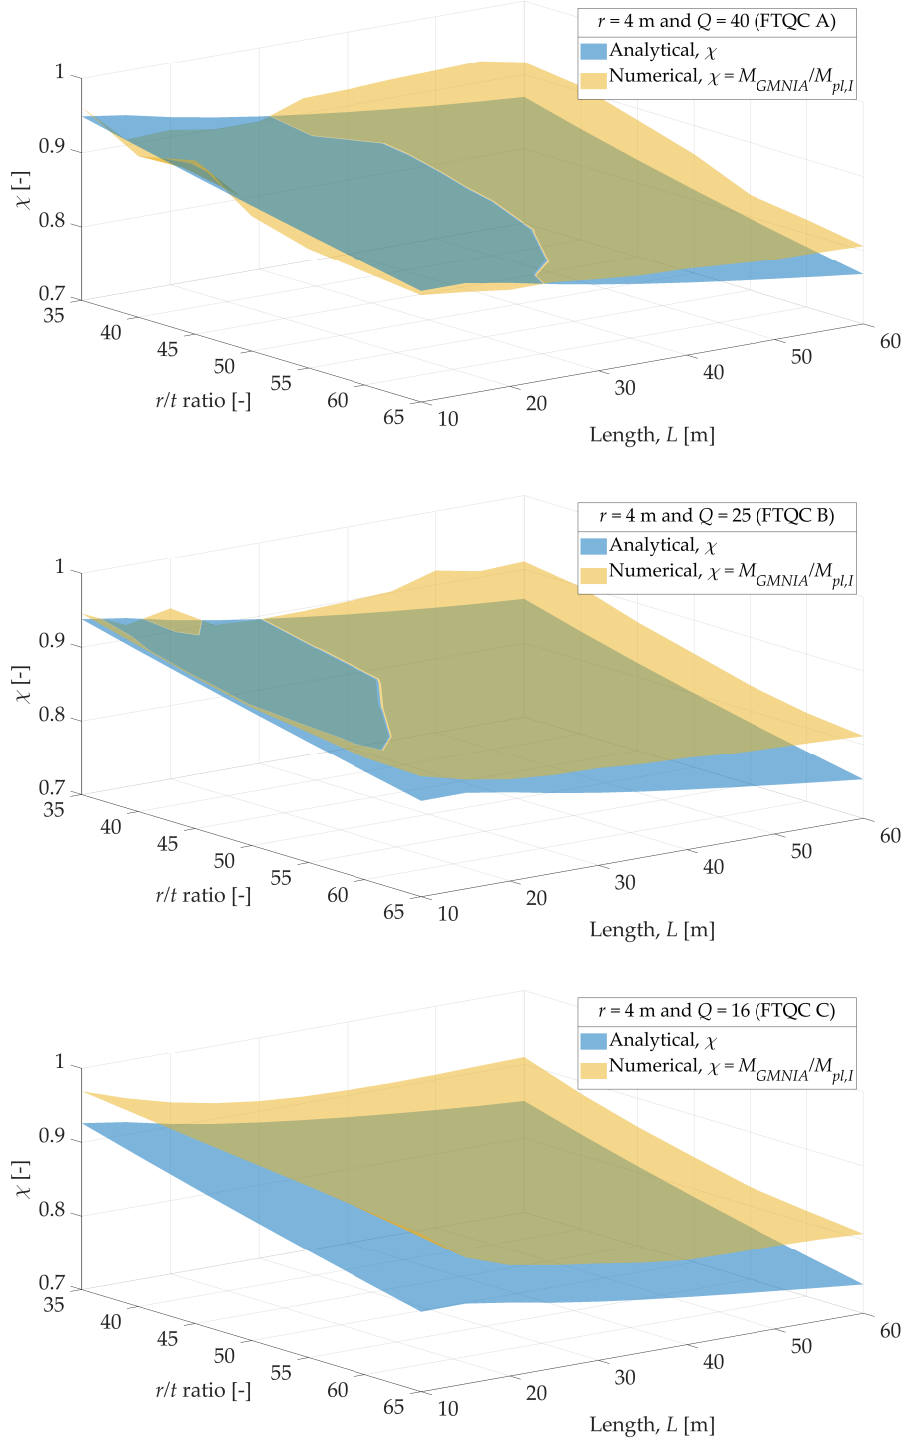 r = 4 m and Q = 40 (FTQC A)
Analytical, χ
Numerical, χ = M_GMNIA/M_pl,I
1
0.9
0.8
0.7
χ [-]
35
40
45
50
55
60
65
r/t ratio [-]
10
20
30
40
50
60
Length, L [m]
r = 4 m and Q = 25 (FTQC B)
Analytical, χ
Numerical, χ = M_GMNIA/M_pl,I
1
0.9
0.8
0.7
χ [-]
35
40
45
50
55
60
65
r/t ratio [-]
10
20
30
40
50
60
Length, L [m]
r = 4 m and Q = 16 (FTQC C)
Analytical, χ
Numerical, χ = M_GMNIA/M_pl,I
1
0.9
0.8
0.7
χ [-]
35
40
45
50
55
60
65
r/t ratio [-]
10
20
30
40
50
60
Length, L [m]